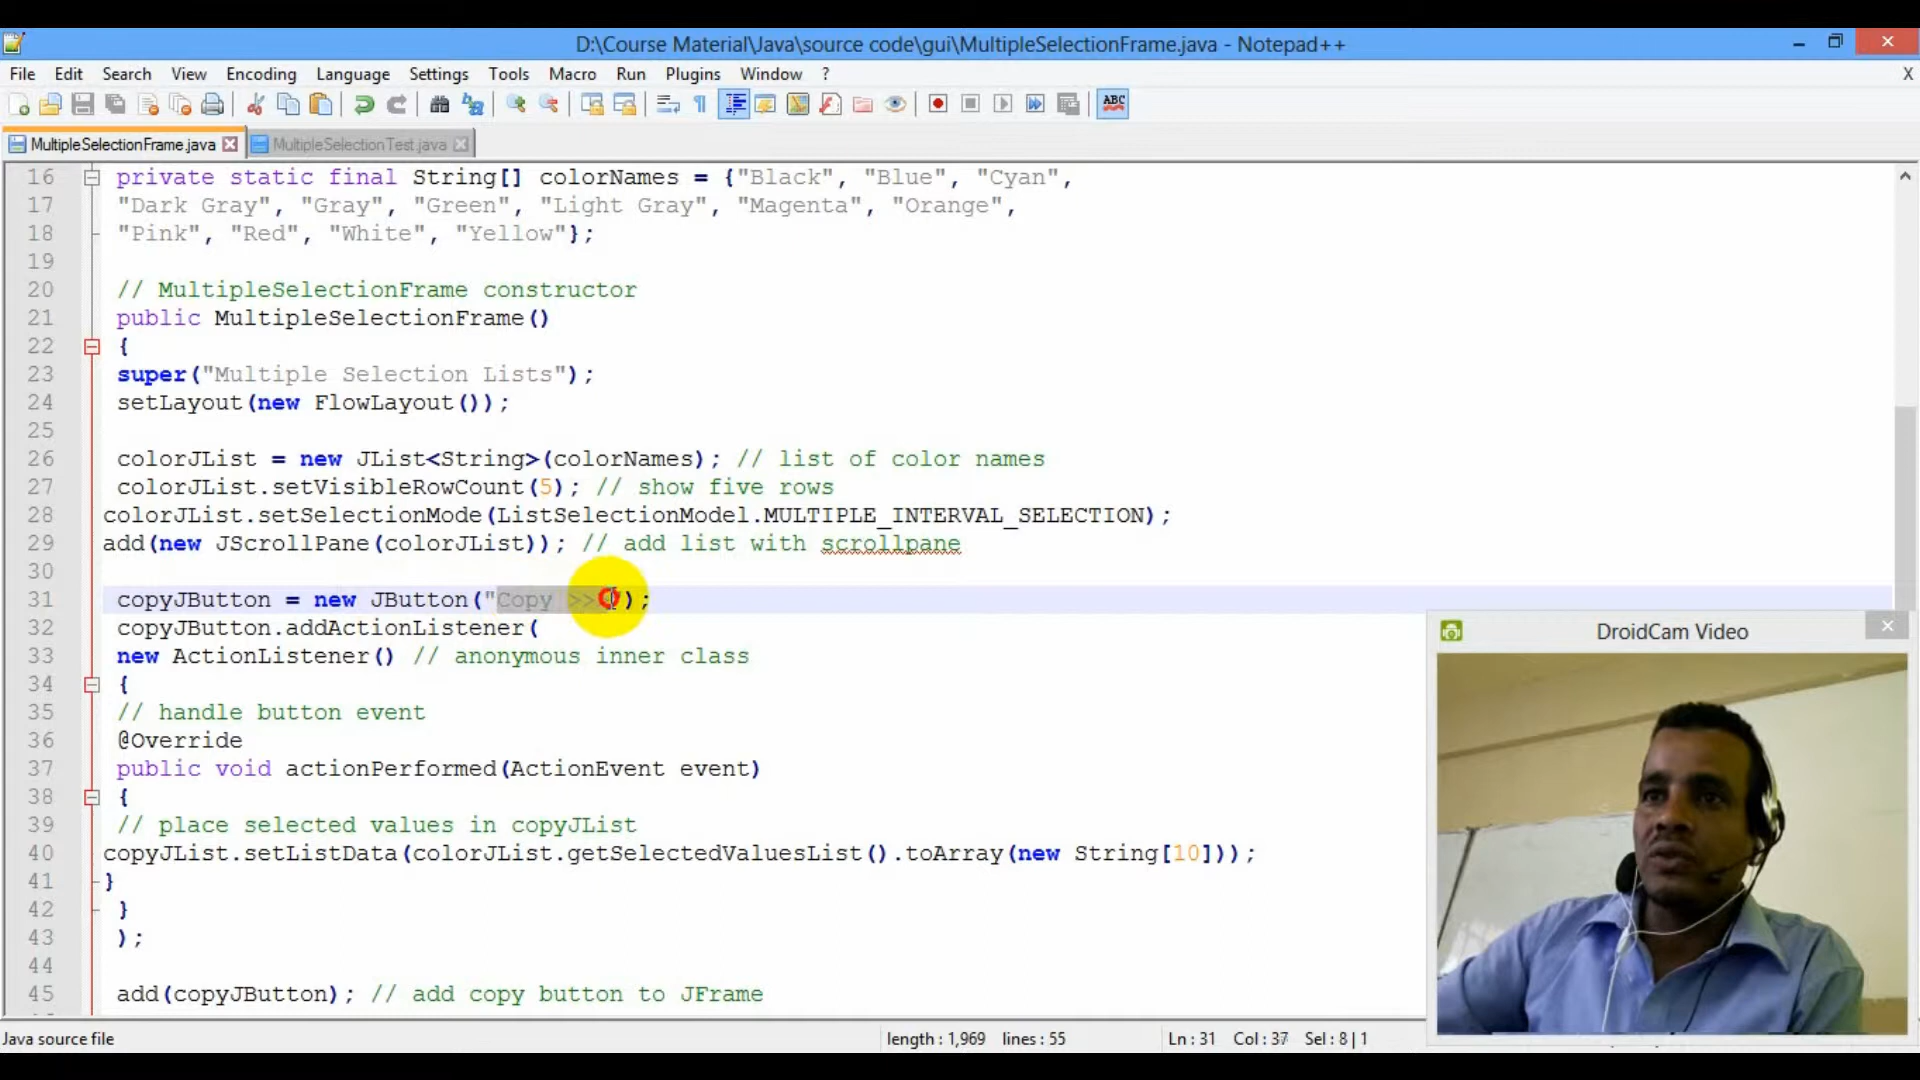 D:\Course Material\Java\source code\gui\MultipleSelectionFrame.java - Notepad++
File Edit Search View Encoding Language Settings Tools Macro Run Plugins Window ? X
ABC
MultipleSelectionFrame.java MultipleSelectionTest.java
16 private static final String[] colorNames = {"Black", "Blue", "Cyan",
17 "Dark Gray", "Gray", "Green", "Light Gray", "Magenta", "Orange",
18 "Pink", "Red", "White", "Yellow"};
19
20 // MultipleSelectionFrame constructor
21 public MultipleSelectionFrame()
22 {
23 super("Multiple Selection Lists");
24 setLayout(new FlowLayout());
25
26 colorJList = new JList<String>(colorNames); // list of color names
27 colorJList.setVisibleRowCount(5); // show five rows
28 colorJList.setSelectionMode(ListSelectionModel.MULTIPLE_INTERVAL_SELECTION);
29 add(new JScrollPane(colorJList)); // add list with scrollpane
30
31 copyJButton = new JButton("Copy >>");
32 copyJButton.addActionListener(
33 new ActionListener() // anonymous inner class
34 {
35 // handle button event
36 @Override
37 public void actionPerformed(ActionEvent event)
38 {
39 // place selected values in copyJList
40 copyJList.setListData(colorJList.getSelectedValuesList().toArray(new String[10]));
41 }
42 }
43 );
44
45 add(copyJButton); // add copy button to JFrame
DroidCam Video
Java source file length : 1,969 lines : 55 Ln : 31 Col : 37 Sel : 8 | 1